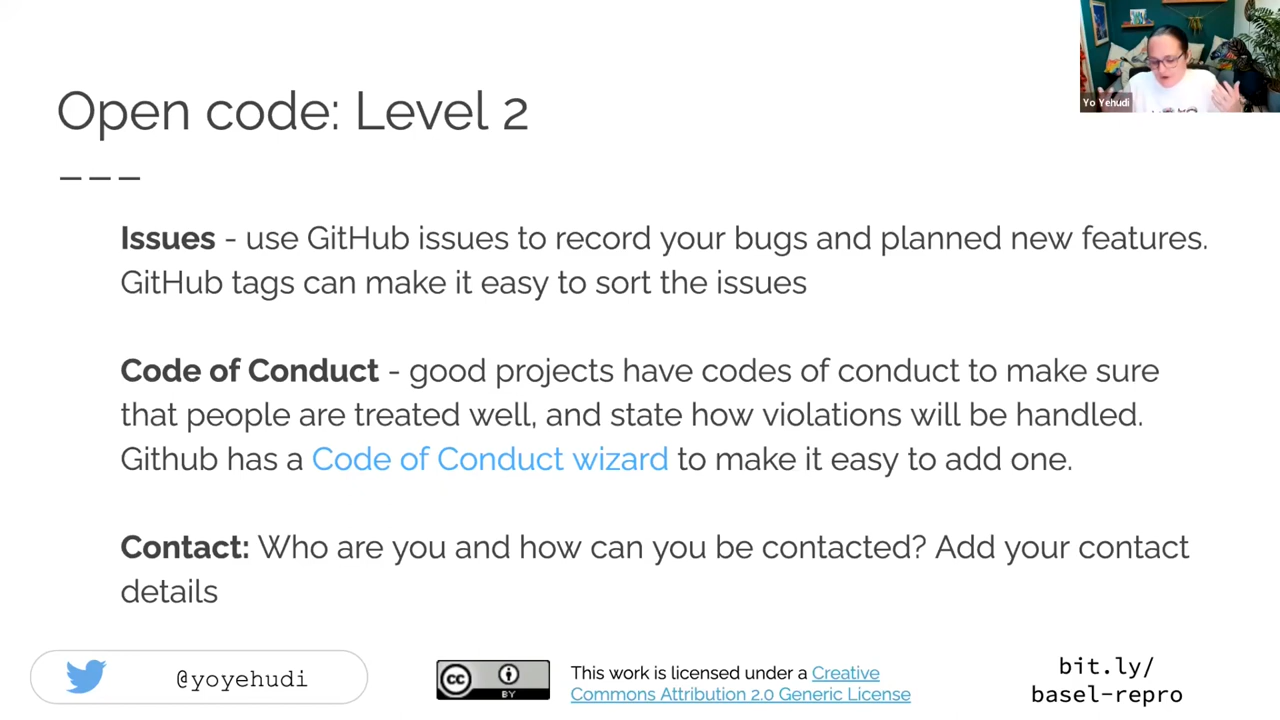 Open code: Level 2
Yo Yehudi
Issues - use GitHub issues to record your bugs and planned new features.
GitHub tags can make it easy to sort the issues
Code of Conduct - good projects have codes of conduct to make sure
that people are treated well, and state how violations will be handled.
Github has a Code of Conduct wizard to make it easy to add one.
Contact: Who are you and how can you be contacted? Add your contact
details
@yoyehudi
cc BY
This work is licensed under a Creative
Commons Attribution 2.0 Generic License
bit.ly/
basel-repro